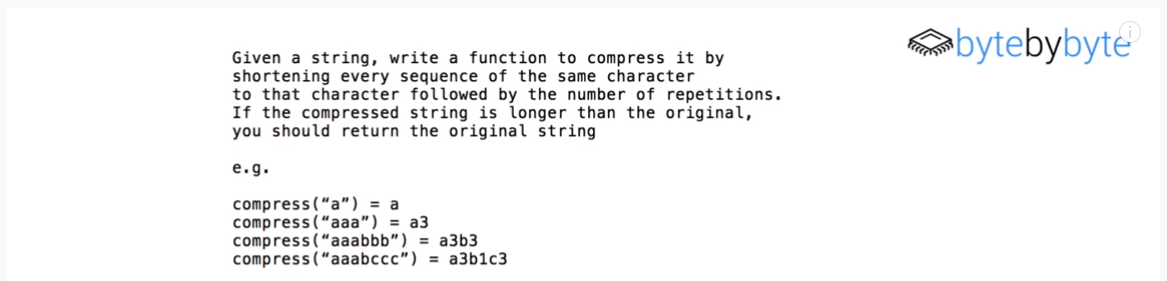 bytebybyte
Given a string, write a function to compress it by
shortening every sequence of the same character
to that character followed by the number of repetitions.
If the compressed string is longer than the original,
you should return the original string
e.g.
compress(“a”) = a
compress(“aaa”) = a3
compress(“aaabbb”) = a3b3
compress(“aaabccc”) = a3b1c3